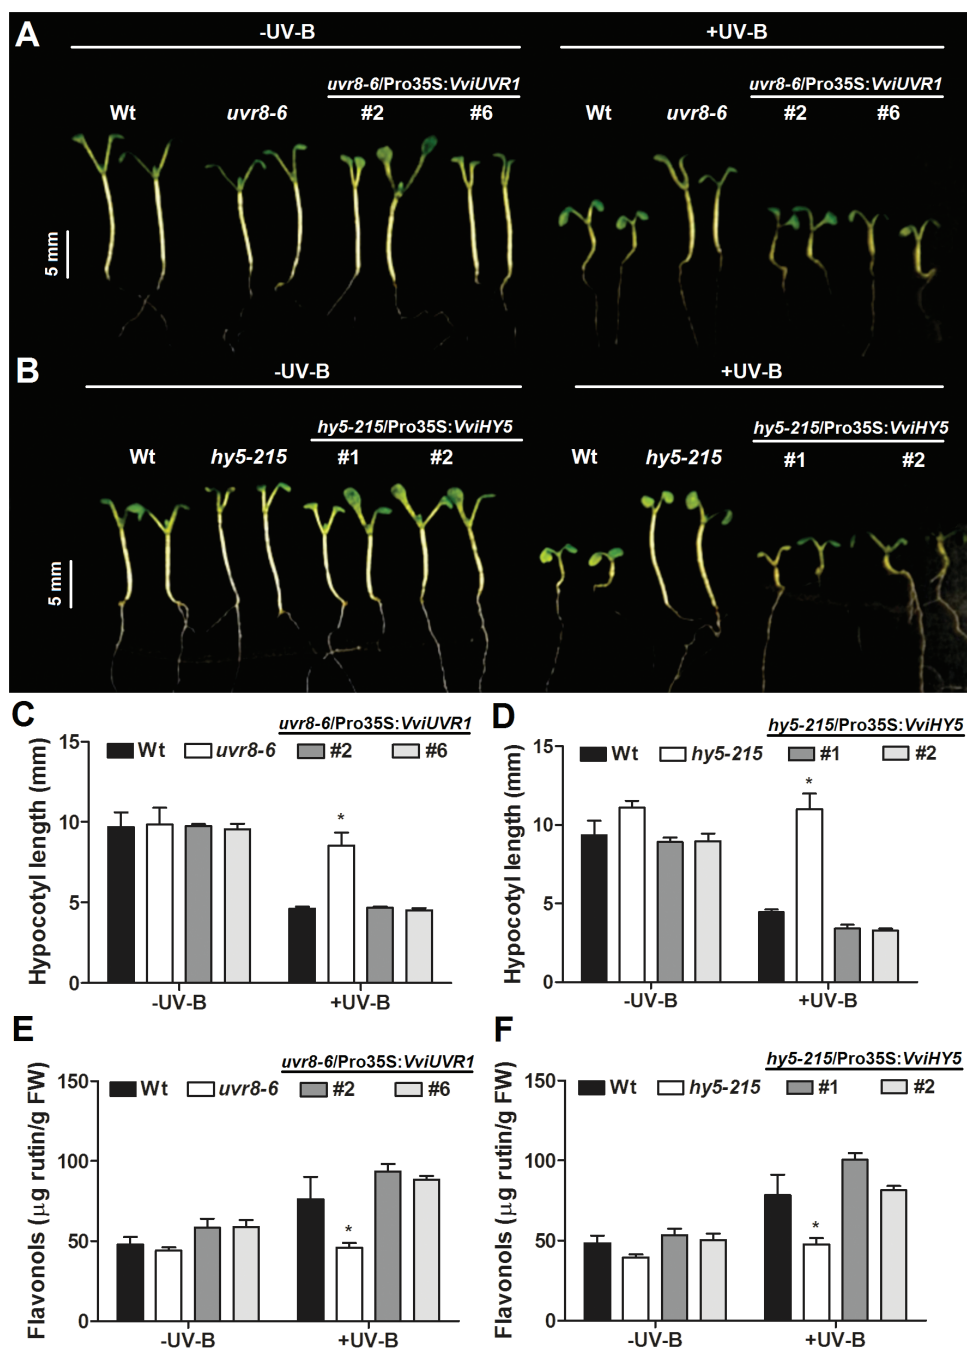 A
-UV-B
+UV-B
uvr8-6/Pro35S:VviUVR1
uvr8-6/Pro35S:VviUVR1
Wt
uvr8-6
#2
#6
Wt
uvr8-6
#2
#6
5 mm
B
-UV-B
+UV-B
hy5-215/Pro35S:VviHY5
hy5-215/Pro35S:VviHY5
Wt
hy5-215
#1
#2
Wt
hy5-215
#1
#2
5 mm
C
uvr8-6/Pro35S:VviUVR1
Wt
uvr8-6
#2
#6
Hypocotyl length (mm)
15
10
5
0
*
-UV-B
+UV-B
D
hy5-215/Pro35S:VviHY5
Wt
hy5-215
#1
#2
Hypocotyl length (mm)
15
10
5
0
*
-UV-B
+UV-B
E
uvr8-6/Pro35S:VviUVR1
Wt
uvr8-6
#2
#6
Flavonols (μg rutin/g FW)
150
100
50
0
*
-UV-B
+UV-B
F
hy5-215/Pro35S:VviHY5
Wt
hy5-215
#1
#2
Flavonols (μg rutin/g FW)
150
100
50
0
*
-UV-B
+UV-B